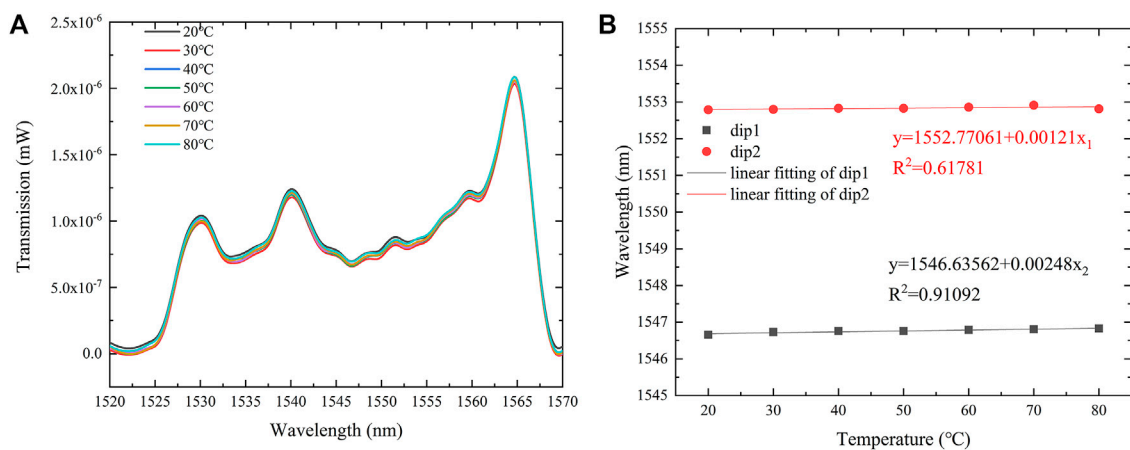 A
2.5x10⁻⁶
2.0x10⁻⁶
1.5x10⁻⁶
1.0x10⁻⁶
5.0x10⁻⁷
0.0
Transmission (mW)
20℃
30℃
40℃
50℃
60℃
70℃
80℃
1520 1525 1530 1535 1540 1545 1550 1555 1560 1565 1570
Wavelength (nm)
B
1555
1554
1553
1552
1551
1550
1549
1548
1547
1546
1545
Wavelength (nm)
dip1
dip2
linear fitting of dip1
linear fitting of dip2
y=1552.77061+0.00121x₁
R²=0.61781
y=1546.63562+0.00248x₂
R²=0.91092
20 30 40 50 60 70 80
Temperature (℃)